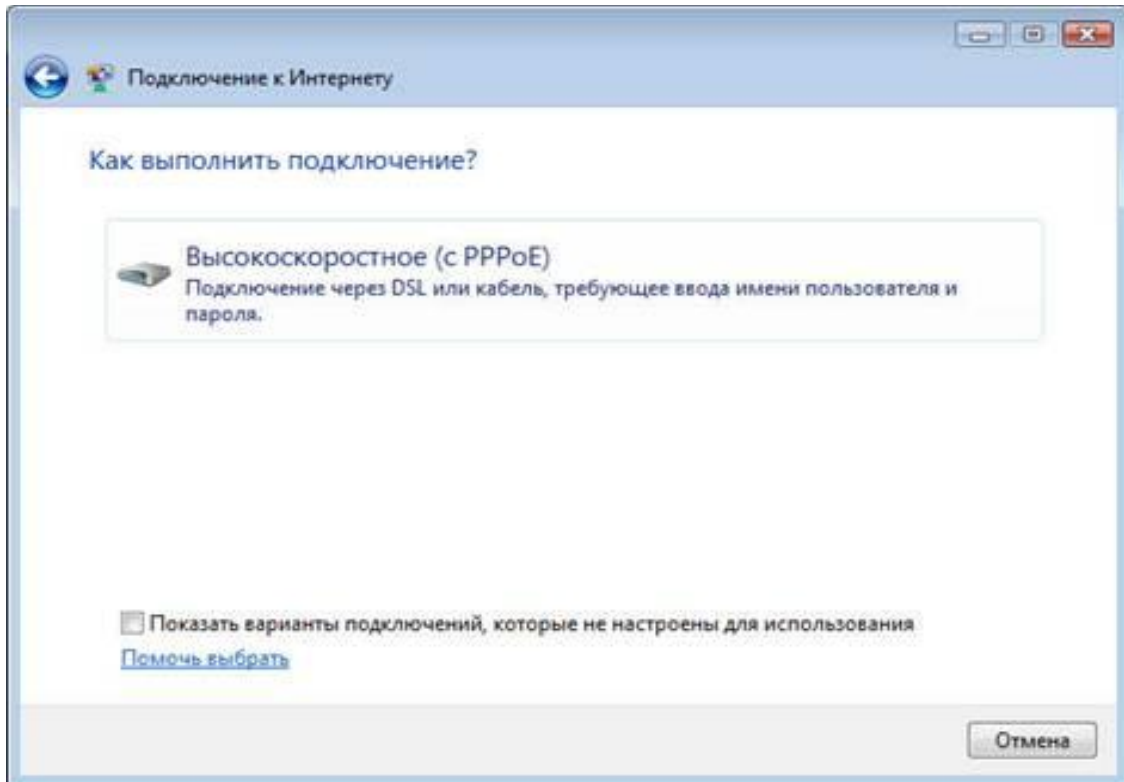 Подключение к Интернету
Как выполнить подключение?
Высокоскоростное (с PPPoE)
Подключение через DSL или кабель, требующее ввода имени пользователя и
пароля.
Показать варианты подключений, которые не настроены для использования
Помочь выбрать
Отмена